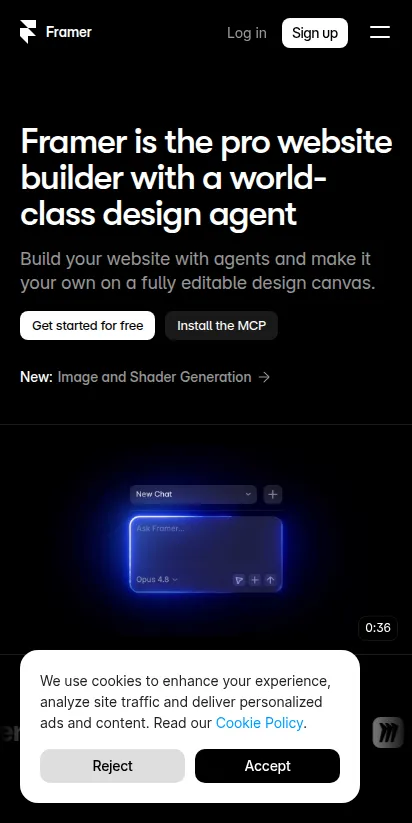 Framer
Log in
Sign up
Framer is the pro website
builder with a world-
class design agent
Build your website with agents and make it
your own on a fully editable design canvas.
Get started for free
Install the MCP
New: Image and Shader Generation →
New Chat
Ask Framer...
Opus 4.8
0:36
We use cookies to enhance your experience,
analyze site traffic and deliver personalized
ads and content. Read our Cookie Policy.
Reject
Accept